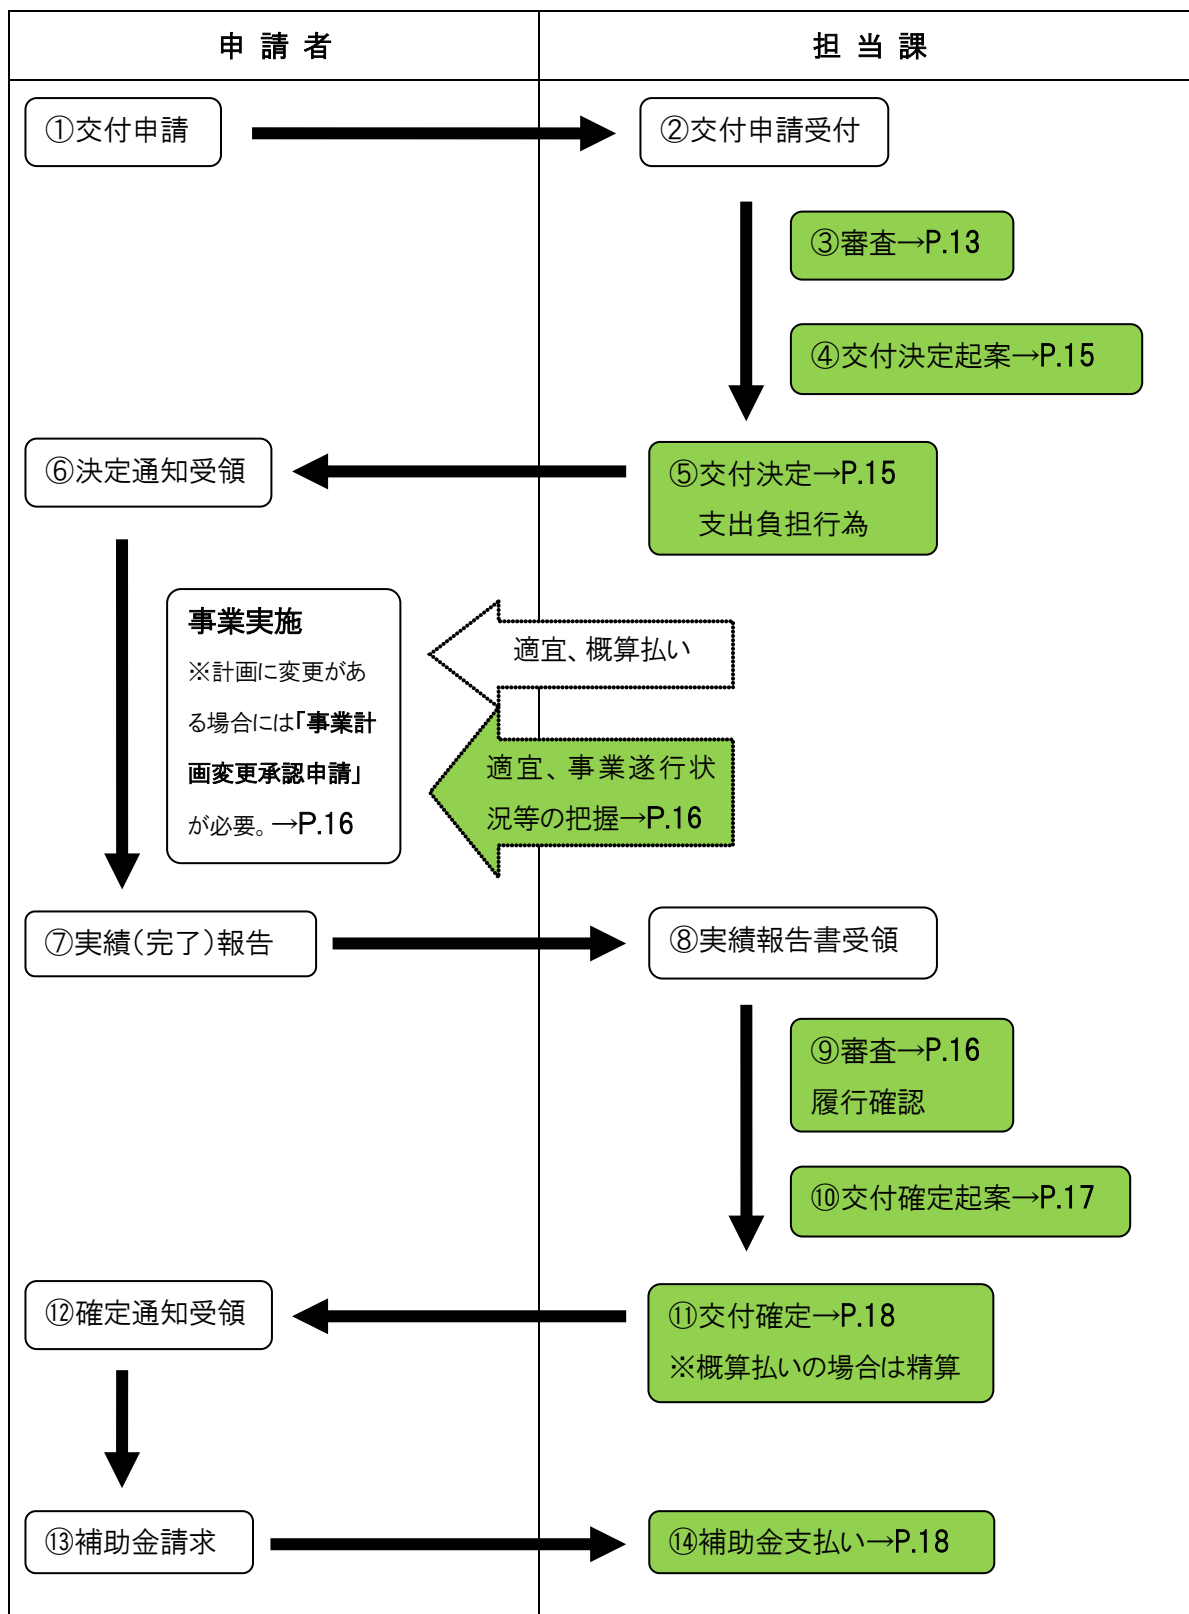 申 請 者
担 当 課
①交付申請
②交付申請受付
③審査→P.13
④交付決定起案→P.15
⑤交付決定→P.15
支出負担行為
⑥決定通知受領
事業実施
※計画に変更があ
る場合には「事業計
画変更承認申請」
が必要。→P.16
適宜、概算払い
適宜、事業遂行状
況等の把握→P.16
⑦実績(完了)報告
⑧実績報告書受領
⑨審査→P.16
履行確認
⑩交付確定起案→P.17
⑪交付確定→P.18
※概算払いの場合は精算
⑫確定通知受領
⑬補助金請求
⑭補助金支払い→P.18